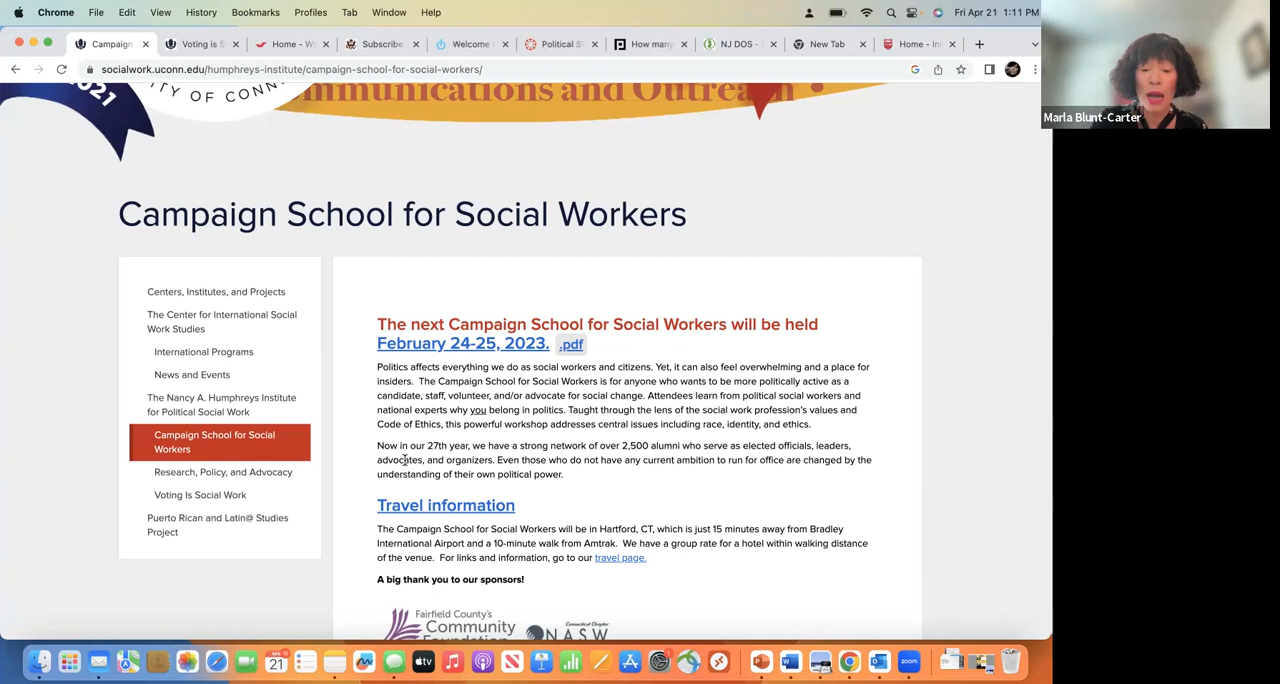 Chrome File Edit View History Bookmarks Profiles Tab Window Help Fri Apr 21 1:11 PM
Campaign Voting is S Home - W Subscribe Welcome Political S How many NJ DOS - New Tab Home - In
socialwork.uconn.edu/humphreys-institute/campaign-school-for-social-workers/
Marla Blunt-Carter
2021
ITY OF CONN
mmunications and Outreach •
Campaign School for Social Workers
Centers, Institutes, and Projects
The Center for International Social
Work Studies
International Programs
News and Events
The Nancy A. Humphreys Institute
for Political Social Work
Campaign School for Social
Workers
Research, Policy, and Advocacy
Voting Is Social Work
Puerto Rican and Latin@ Studies
Project
The next Campaign School for Social Workers will be held
February 24-25, 2023. .pdf
Politics affects everything we do as social workers and citizens. Yet, it can also feel overwhelming and a place for
insiders. The Campaign School for Social Workers is for anyone who wants to be more politically active as a
candidate, staff, volunteer, and/or advocate for social change. Attendees learn from political social workers and
national experts why you belong in politics. Taught through the lens of the social work profession's values and
Code of Ethics, this powerful workshop addresses central issues including race, identity, and ethics.
Now in our 27th year, we have a strong network of over 2,500 alumni who serve as elected officials, leaders,
advocates, and organizers. Even those who do not have any current ambition to run for office are changed by the
understanding of their own political power.
Travel information
The Campaign School for Social Workers will be in Hartford, CT, which is just 15 minutes away from Bradley
International Airport and a 10-minute walk from Amtrak. We have a group rate for a hotel within walking distance
of the venue. For links and information, go to our travel page.
A big thank you to our sponsors!
Fairfield County's
Community
Foundation
Connecticut Chapter
NASW
APR
21
tv
zoom